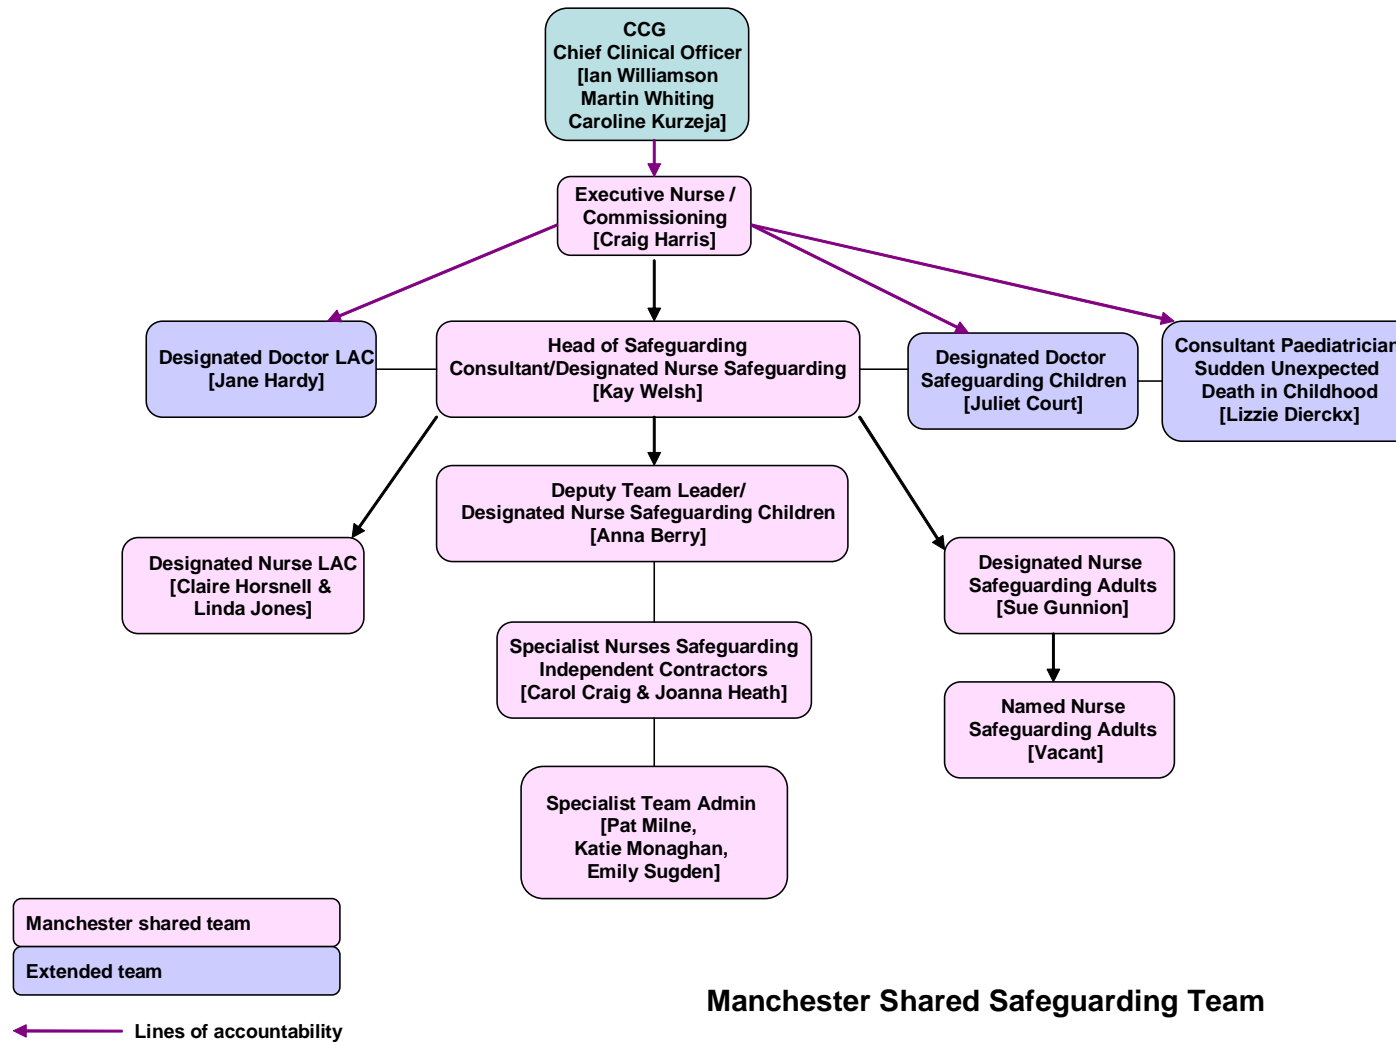 CCG
Chief Clinical Officer
[Ian Williamson
Martin Whiting
Caroline Kurzeja]
Executive Nurse /
Commissioning
[Craig Harris]
Designated Doctor LAC
[Jane Hardy]
Head of Safeguarding
Consultant/Designated Nurse Safeguarding
[Kay Welsh]
Designated Doctor
Safeguarding Children
[Juliet Court]
Consultant Paediatrician
Sudden Unexpected
Death in Childhood
[Lizzie Dierckx]
Deputy Team Leader/
Designated Nurse Safeguarding Children
[Anna Berry]
Designated Nurse LAC
[Claire Horsnell &
Linda Jones]
Designated Nurse
Safeguarding Adults
[Sue Gunnion]
Specialist Nurses Safeguarding
Independent Contractors
[Carol Craig & Joanna Heath]
Named Nurse
Safeguarding Adults
[Vacant]
Specialist Team Admin
[Pat Milne,
Katie Monaghan,
Emily Sugden]
Manchester shared team
Extended team
Lines of accountability
Manchester Shared Safeguarding Team